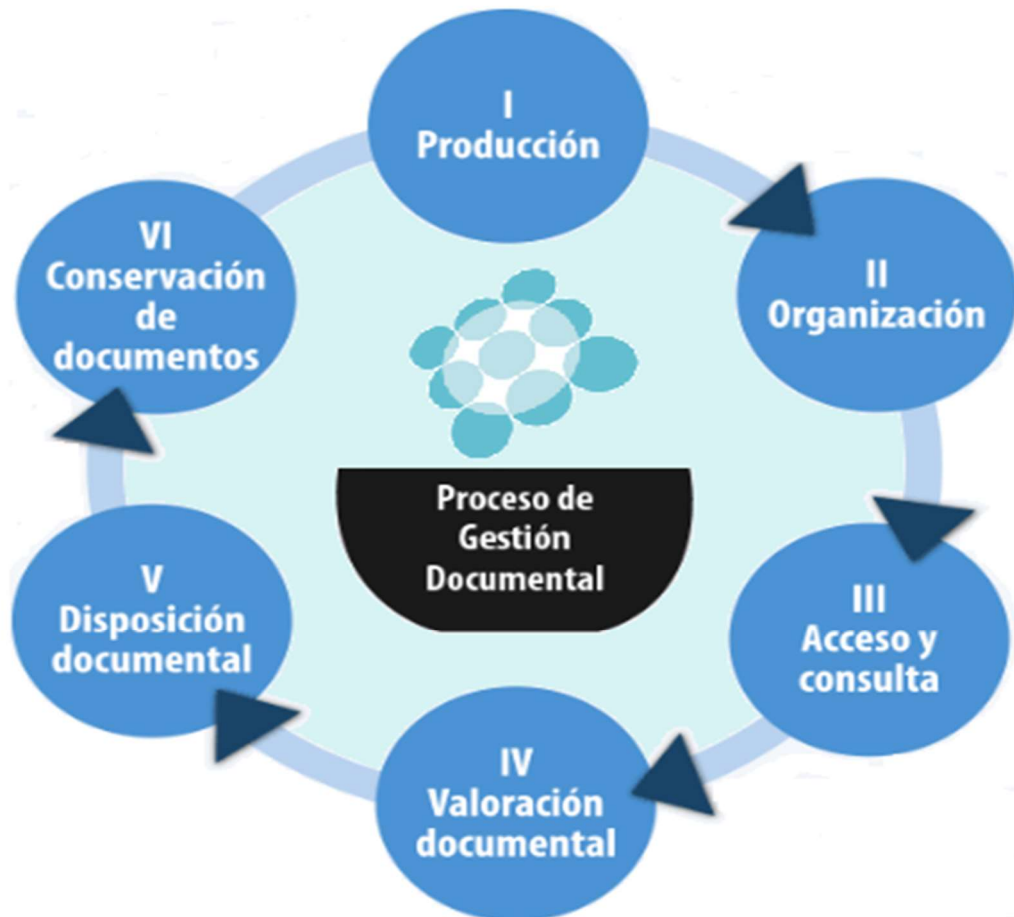 I
Producción
II
Organización
III
Acceso y
consulta
IV
Valoración
documental
V
Disposición
documental
VI
Conservación
de
documentos
Proceso de
Gestión
Documental